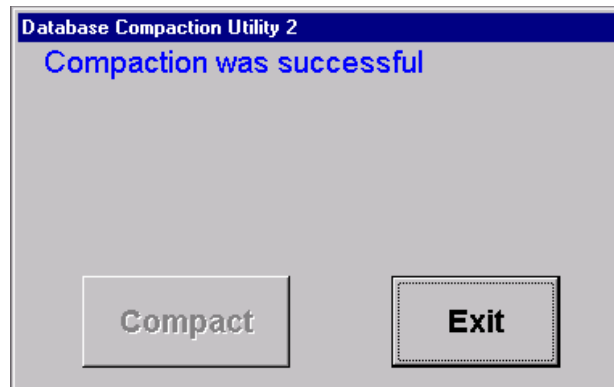 Database Compaction Utility 2
Compaction was successful
Compact
Exit